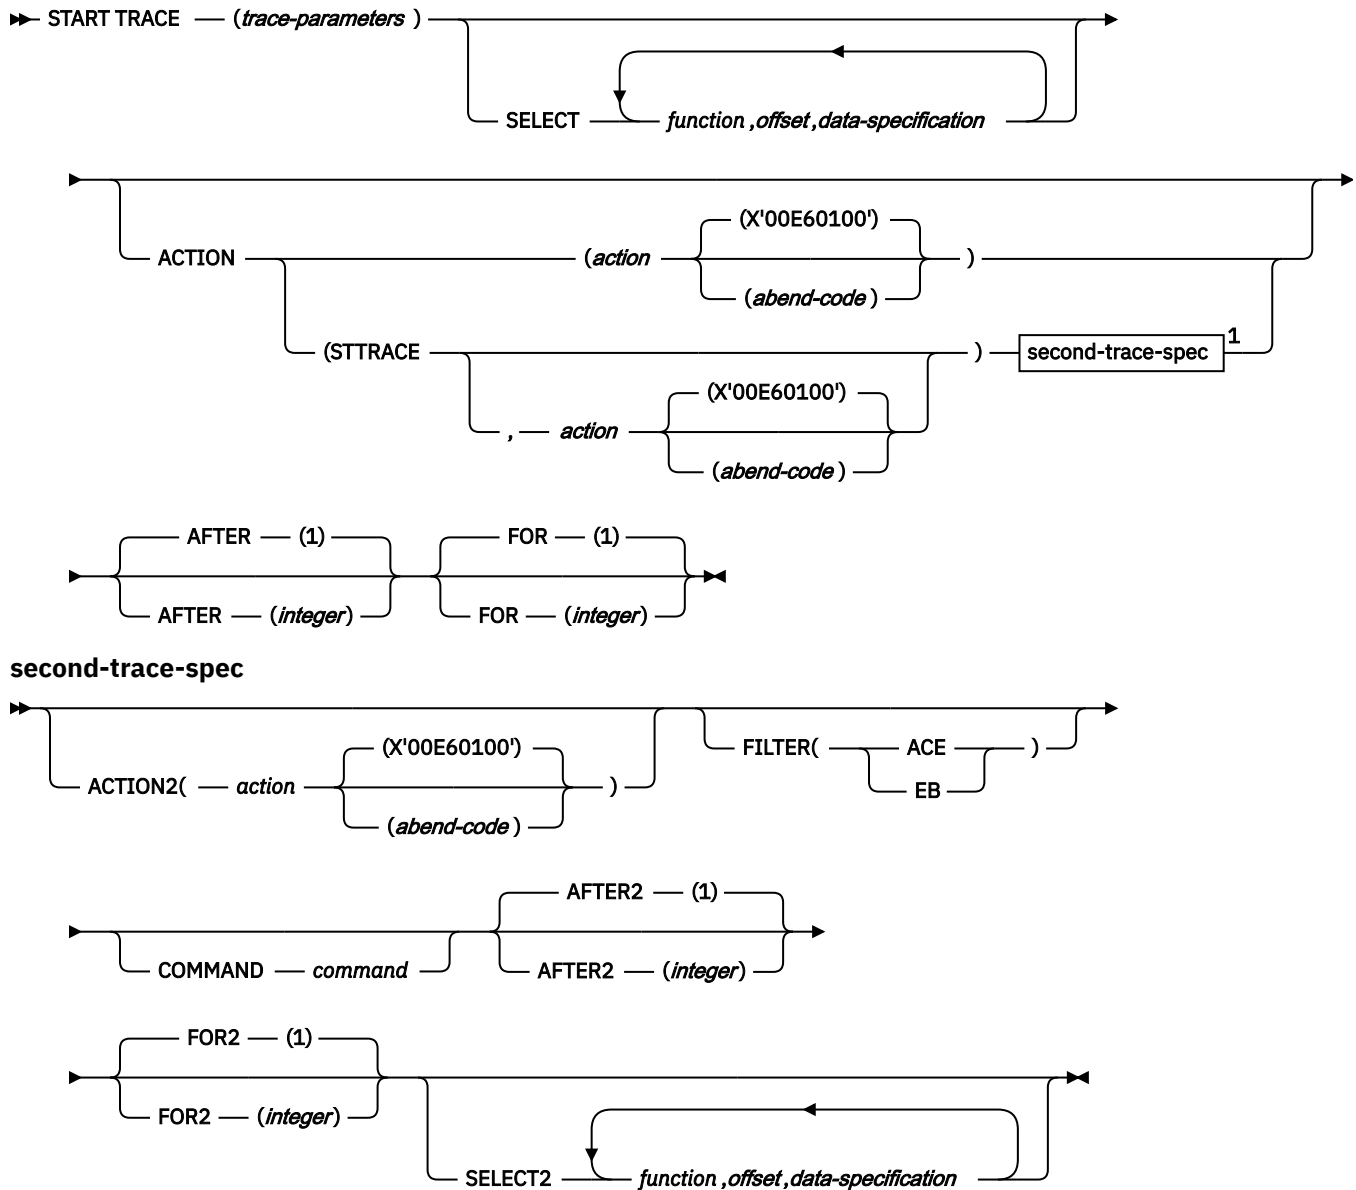 START TRACE (trace-parameters )
SELECT function ,offset ,data-specification
(X'00E60100')
ACTION (action )
(abend-code )
(STTRACE ) second-trace-spec 1
(X'00E60100')
, action
(abend-code )
AFTER (1) FOR (1)
AFTER (integer) FOR (integer)
second-trace-spec
(X'00E60100') FILTER( ACE )
ACTION2( action )
EB
(abend-code )
AFTER2 (1)
COMMAND command AFTER2 (integer)
FOR2 (1)
FOR2 (integer)
SELECT2 function ,offset ,data-specification